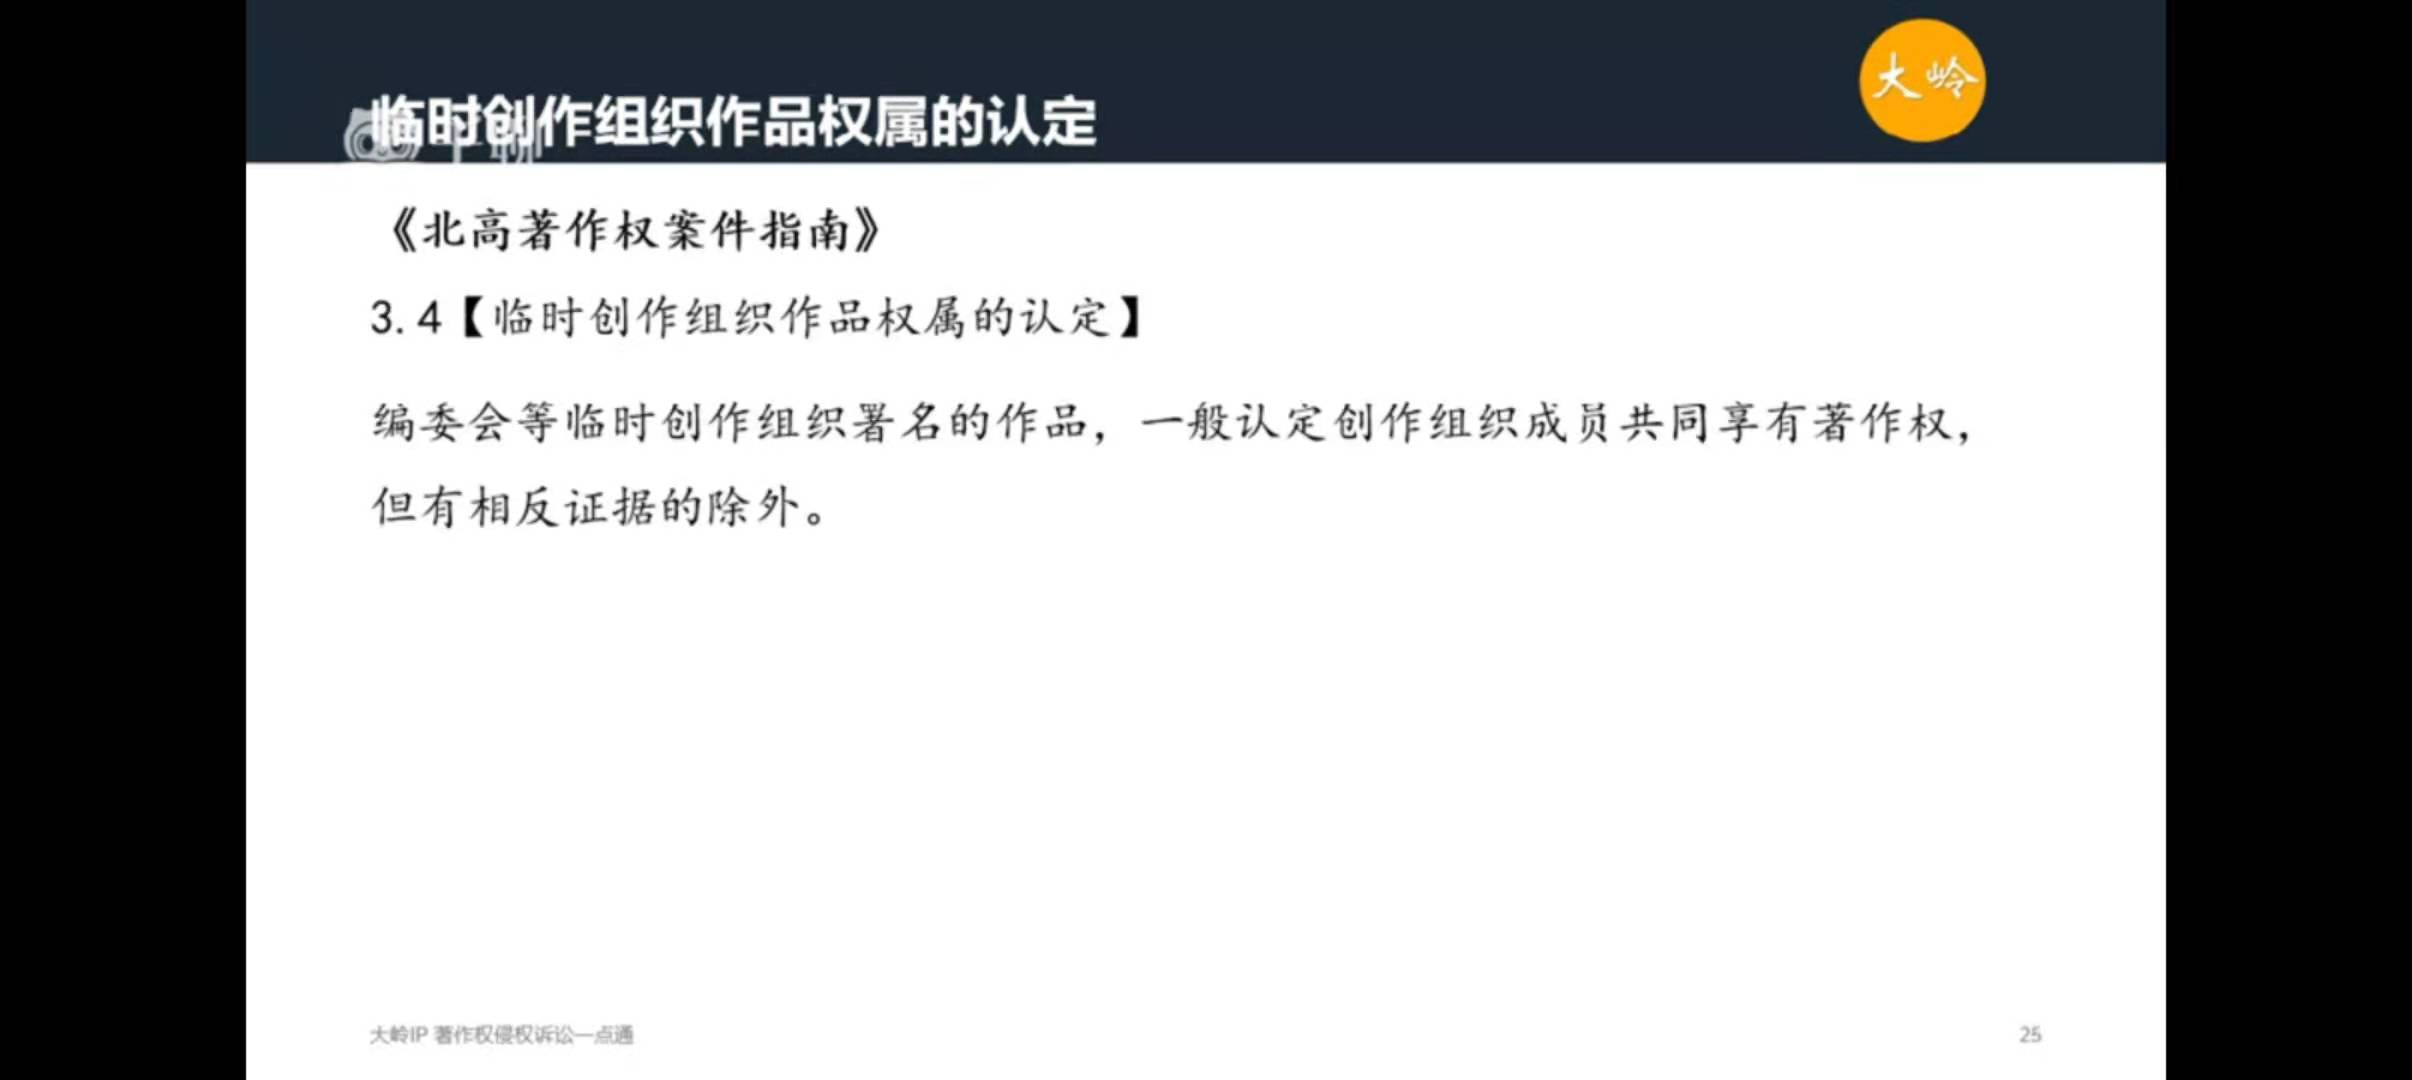 大岭
临时创作组织作品权属的认定
《北高著作权案件指南》
3.4【临时创作组织作品权属的认定】
编委会等临时创作组织署名的作品，一般认定创作组织成员共同享有著作权，
但有相反证据的除外。
大岭IP 著作权侵权诉讼一点通
25